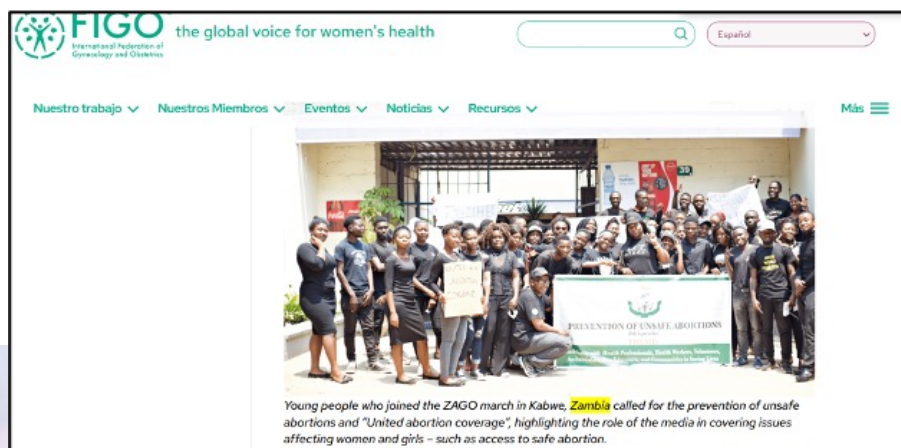 FIGO
International Federation of
Gynecology and Obstetrics
the global voice for women's health
Español
Nuestro trabajo
Nuestros Miembros
Eventos
Noticias
Recursos
Más
39
Coca-Cola
PREVENTION OF UNSAFE ABORTIONS
Young people who joined the ZAGO march in Kabwe, Zambia called for the prevention of unsafe
abortions and "United abortion coverage", highlighting the role of the media in covering issues
affecting women and girls – such as access to safe abortion.